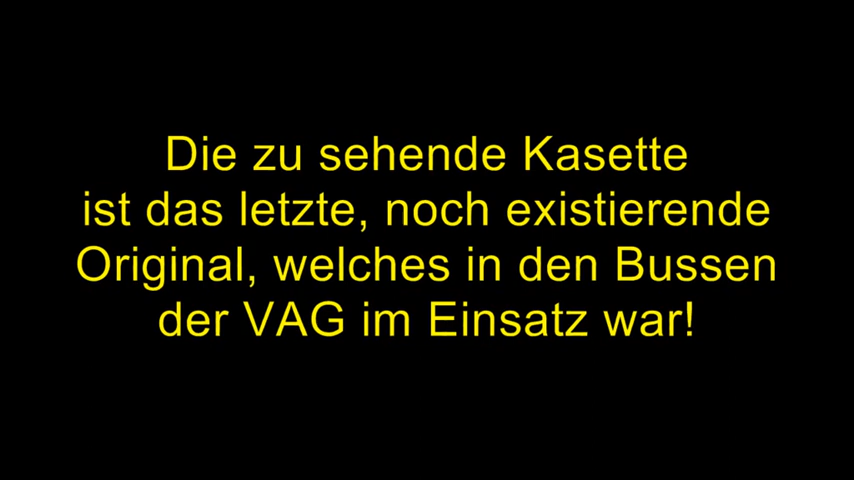 Die zu sehende Kasette
ist das letzte, noch existierende
Original, welches in den Bussen
der VAG im Einsatz war!